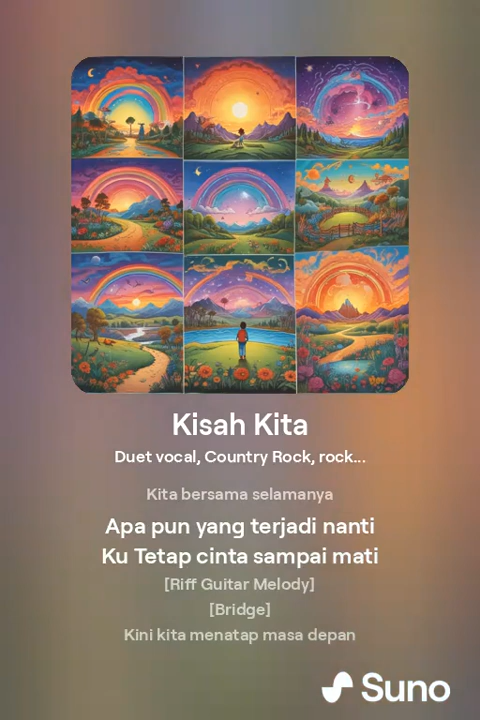 Kisah Kita
Duet vocal, Country Rock, rock...
Kita bersama selamanya
Apa pun yang terjadi nanti
Ku Tetap cinta sampai mati
[Riff Guitar Melody]
[Bridge]
Kini kita menatap masa depan
Suno